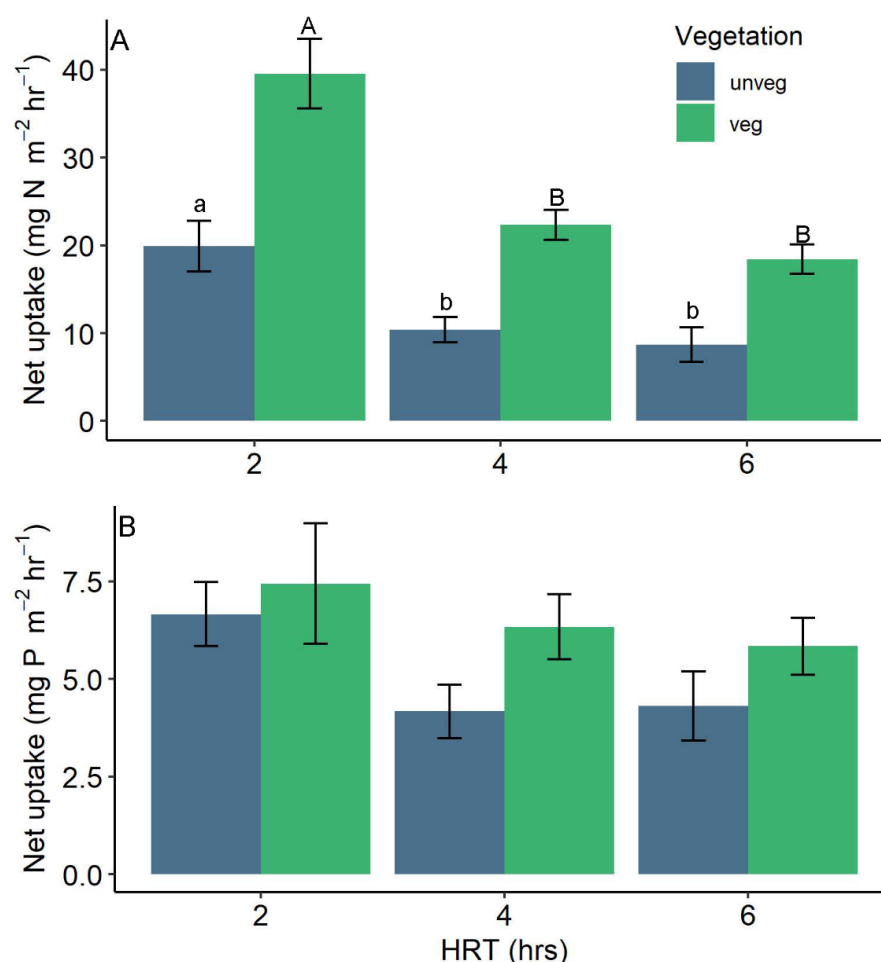 A
Net uptake (mg N m⁻² hr⁻¹)
40
30
20
10
0
a
A
b
B
b
B
2
4
6
Vegetation
unveg
veg
B
Net uptake (mg P m⁻² hr⁻¹)
7.5
5.0
2.5
0.0
2
4
6
HRT (hrs)